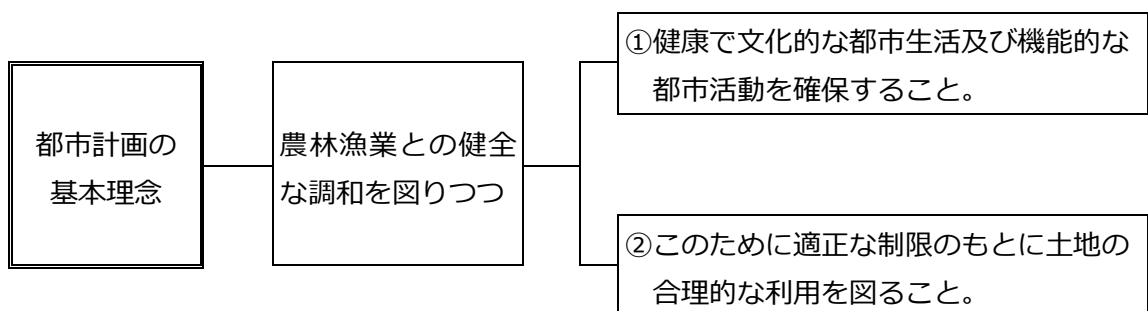 都市計画の
基本理念
農林漁業との健全
な調和を図りつつ
①健康で文化的な都市生活及び機能的な
都市活動を確保すること。
②このために適正な制限のもとに土地の
合理的な利用を図ること。